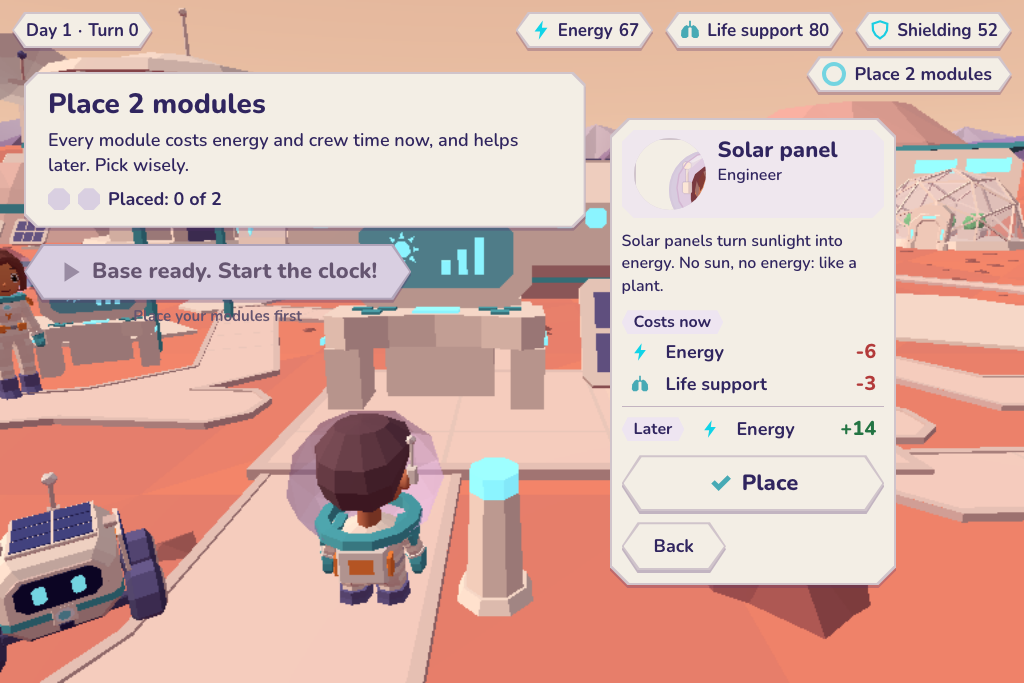 Day 1 · Turn 0
Energy 67
Life support 80
Shielding 52
Place 2 modules
Place 2 modules
Every module costs energy and crew time now, and helps
later. Pick wisely.
Placed: 0 of 2
Base ready. Start the clock!
Place your modules first
Solar panel
Engineer
Solar panels turn sunlight into
energy. No sun, no energy: like a
plant.
Costs now
Energy -6
Life support -3
Later Energy +14
Place
Back